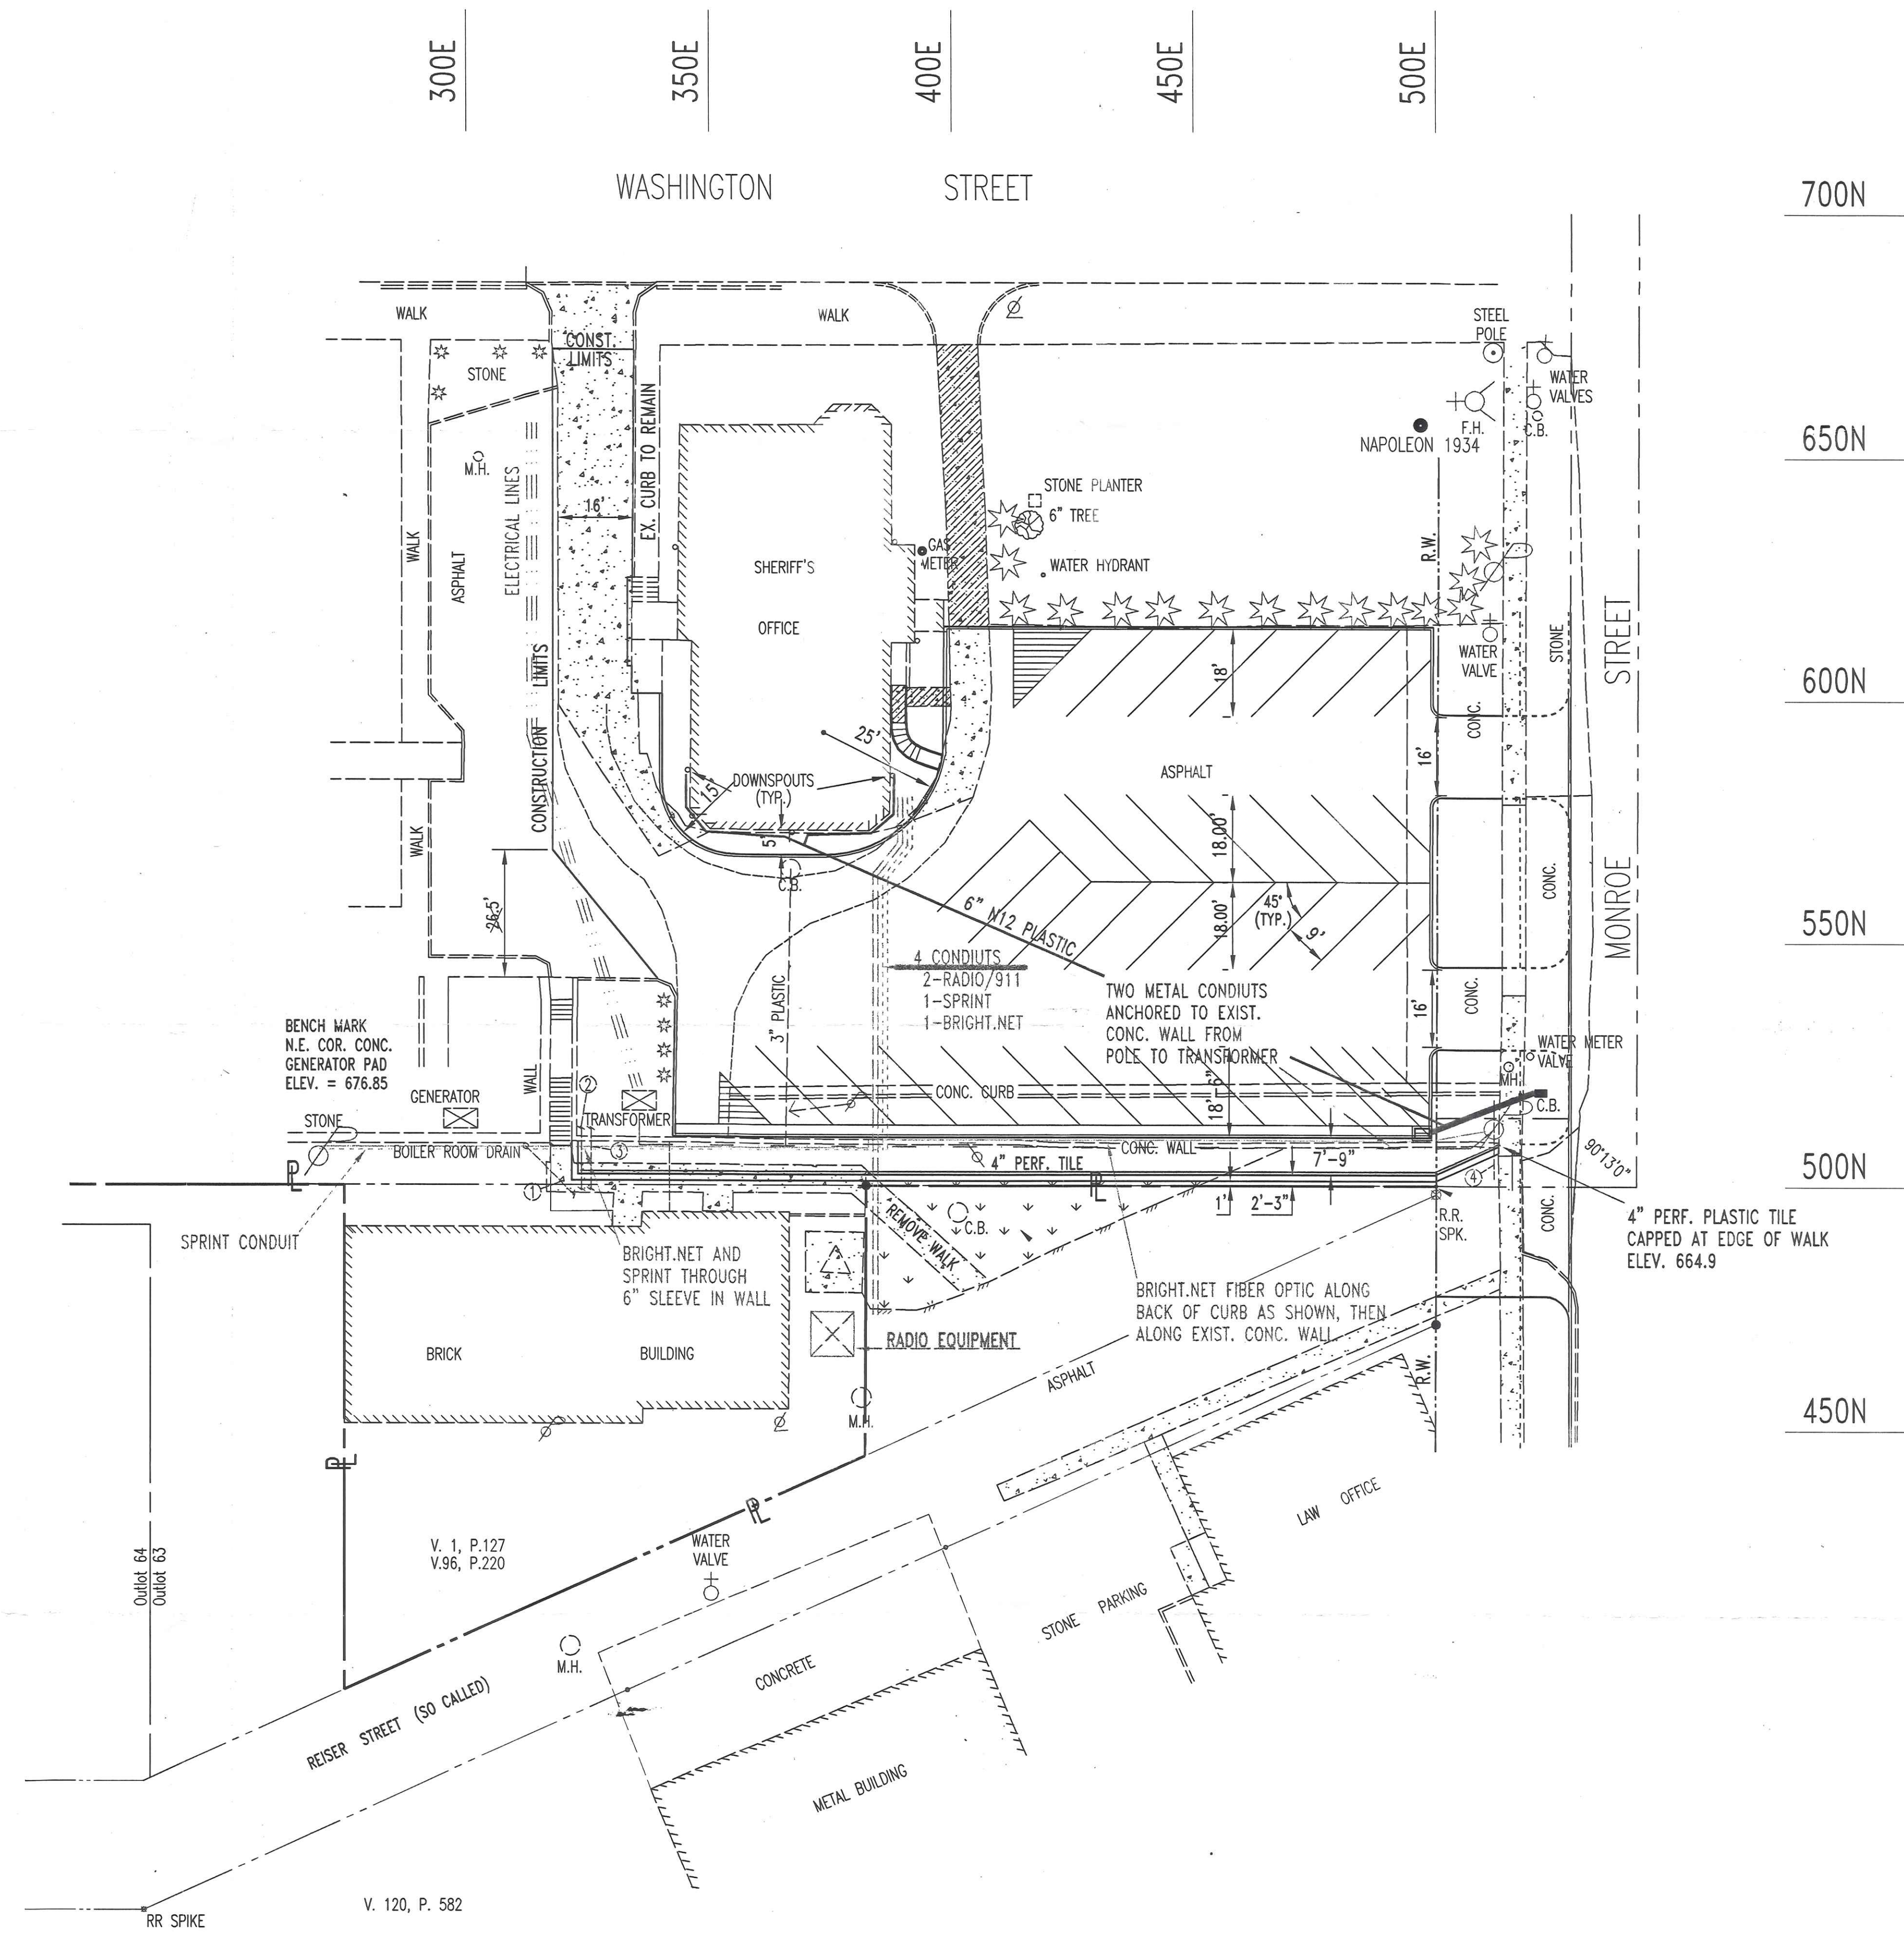 300E
350E
400E
450E
500E
WASHINGTON STREET
700N
WALK
WALK
STEEL
POLE
CONST.
LIMITS
STONE
WATER
VALVES
EX. CURB TO REMAIN
F.H.
C.B.
NAPOLEON 1934
650N
M.H.
ELECTRICAL LINES
STONE PLANTER
6" TREE
16'
WALK
ASPHALT
GAS
METER
SHERIFF'S
OFFICE
WATER HYDRANT
R.W.
STONE
STREET
WATER
VALVE
18'
600N
CONSTRUCTION LIMITS
CONC.
25'
16'
ASPHALT
DOWNSPOUTS
(TYP.)
15'
WALK
5'
C.B.
18.00'
18.00'
45°
(TYP.)
9'
CONC.
MONROE
26.5'
6" N12 PLASTIC
550N
4 CONDIUTS
2-RADIO/911
1-SPRINT
1-BRIGHT.NET
3" PLASTIC
TWO METAL CONDIUTS
ANCHORED TO EXIST.
CONC. WALL FROM
POLE TO TRANSFORMER
16'
CONC.
BENCH MARK
N.E. COR. CONC.
GENERATOR PAD
ELEV. = 676.85
WATER METER
VALVE
MH
C.B.
WALL
GENERATOR
2
TRANSFORMER
CONC. CURB
18'-6"
STONE
BOILER ROOM DRAIN
3
CONC. WALL
4" PERF. TILE
7'-9"
90°13'0"
500N
1
4
PL
PL
1'
2'-3"
R.R.
SPK.
CONC.
4" PERF. PLASTIC TILE
CAPPED AT EDGE OF WALK
ELEV. 664.9
SPRINT CONDUIT
REMOVE WALK
C.B.
BRIGHT.NET AND
SPRINT THROUGH
6" SLEEVE IN WALL
BRIGHT.NET FIBER OPTIC ALONG
BACK OF CURB AS SHOWN, THEN
ALONG EXIST. CONC. WALL.
RADIO EQUIPMENT
BRICK BUILDING
ASPHALT
R.W.
M.H.
450N
PL
PL
LAW OFFICE
V. 1, P.127
V.96, P.220
WATER
VALVE
Outlot 64
Outlot 63
STONE PARKING
M.H.
CONCRETE
REISER STREET (SO CALLED)
METAL BUILDING
V. 120, P. 582
RR SPIKE